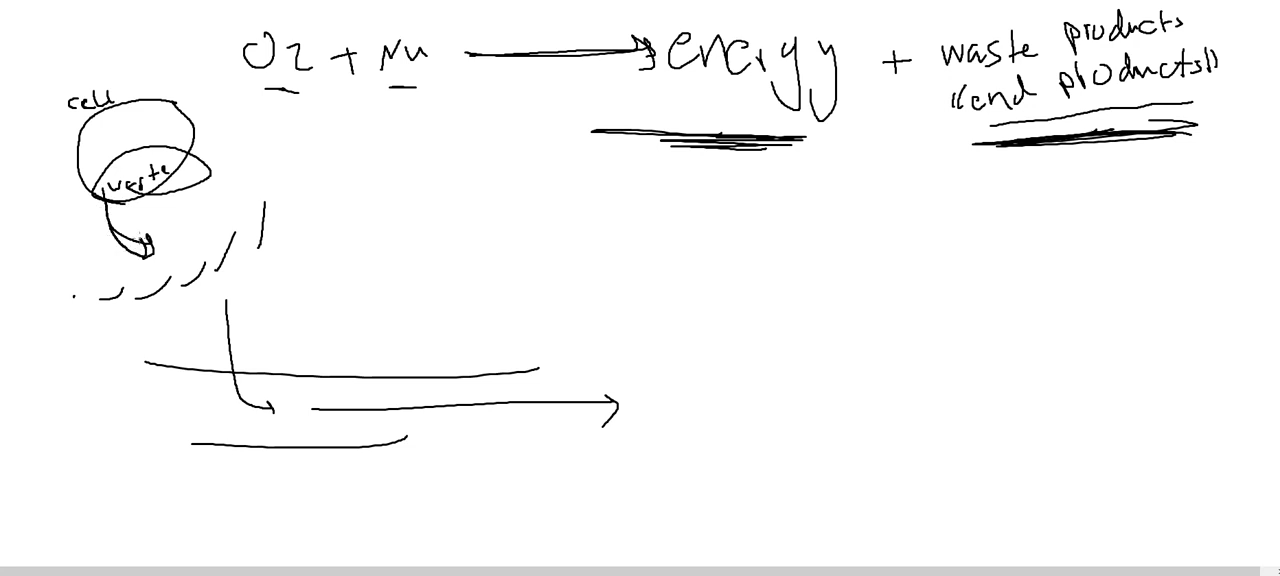 O2 + Nu → energy + waste products
"end products"
cell
waste